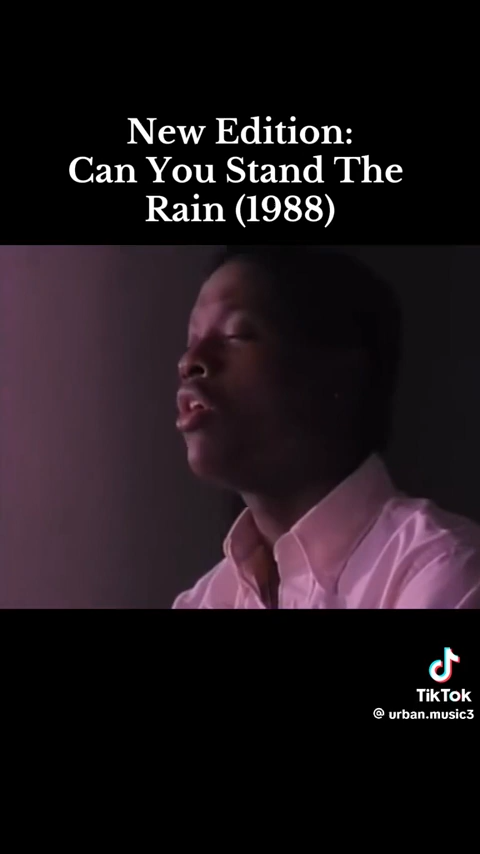 New Edition:
Can You Stand The
Rain (1988)
TikTok
@ urban.music3